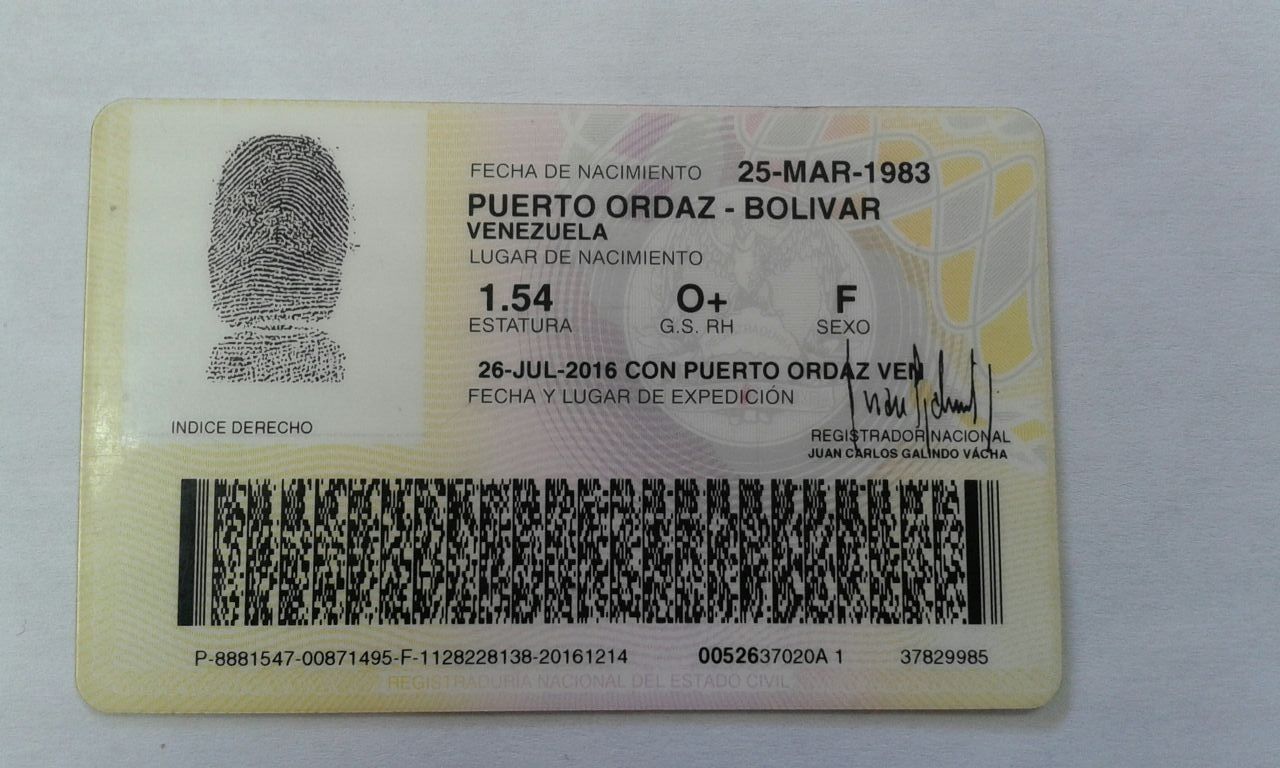 FECHA DE NACIMIENTO 25-MAR-1983
PUERTO ORDAZ - BOLIVAR
VENEZUELA
LUGAR DE NACIMIENTO
1.54 O+ F
ESTATURA G.S. RH SEXO
26-JUL-2016 CON PUERTO ORDAZ VEN
FECHA Y LUGAR DE EXPEDICIÓN
INDICE DERECHO
REGISTRADOR NACIONAL
JUAN CARLOS GALINDO VÁCHA
P-8881547-00871495-F-1128228138-20161214 0052637020A 1 37829985
REGISTRADURIA NACIONAL DEL ESTADO CIVIL